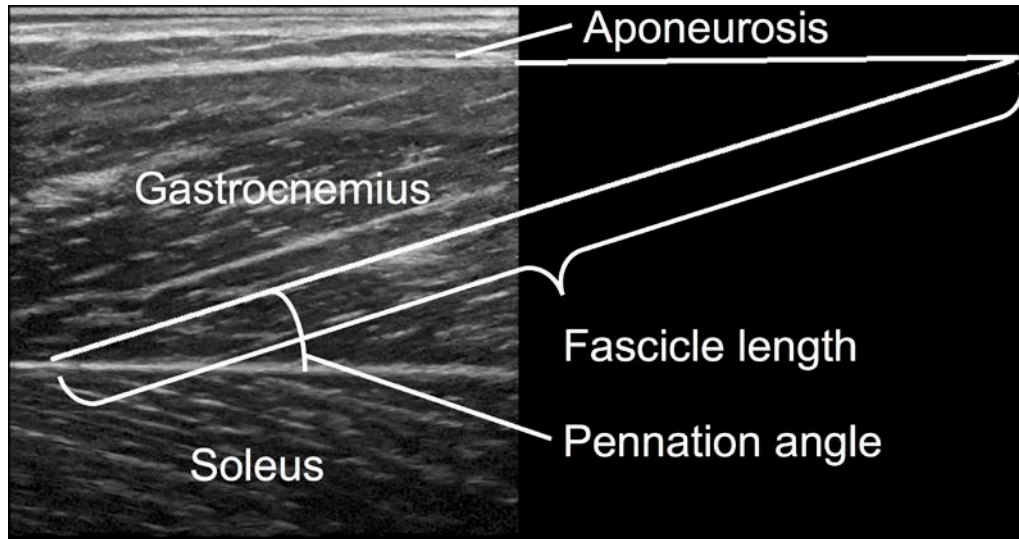 Aponeurosis
Gastrocnemius
Fascicle length
Pennation angle
Soleus